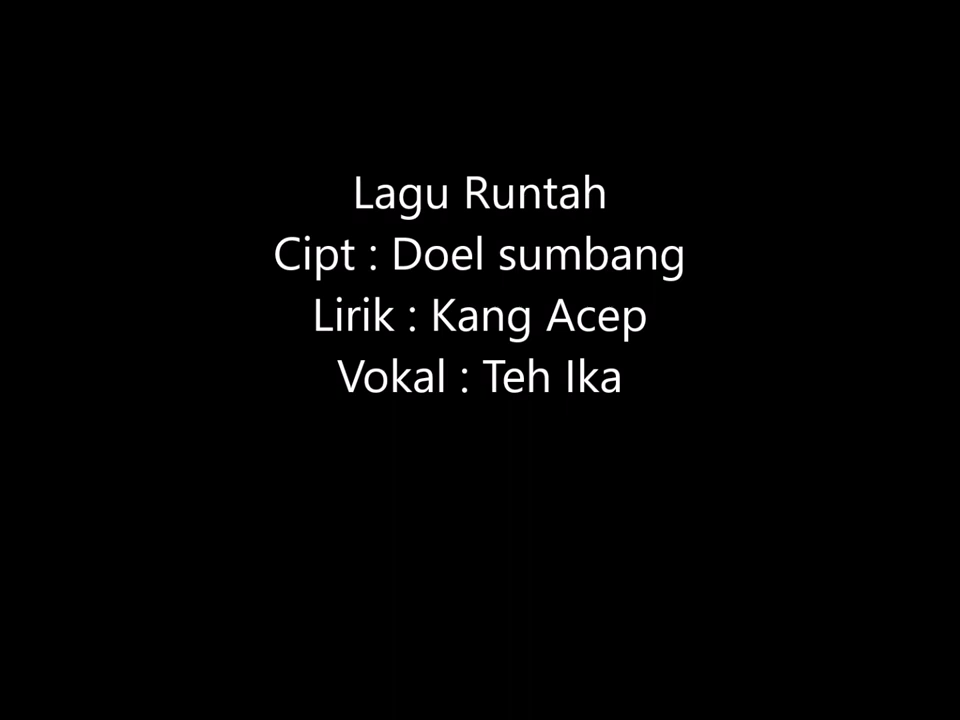 Lagu Runtah
Cipt : Doel sumbang
Lirik : Kang Acep
Vokal : Teh Ika